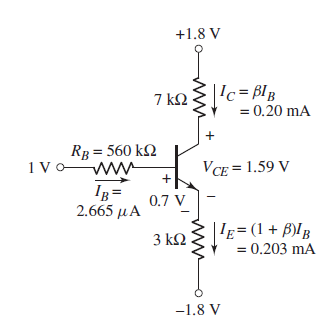 +1.8 V
7 kΩ
I_C = βI_B
= 0.20 mA
+
R_B = 560 kΩ
1 V
V_CE = 1.59 V
+
I_B =
0.7 V
−
2.665 μA
−
3 kΩ
I_E = (1 + β)I_B
= 0.203 mA
−1.8 V